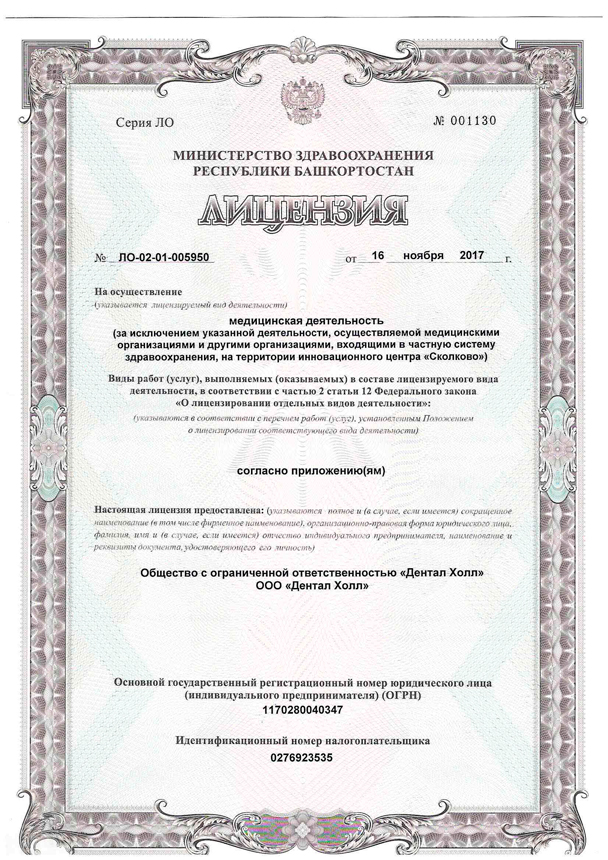 Серия ЛО
№ 001130
МИНИСТЕРСТВО ЗДРАВООХРАНЕНИЯ
РЕСПУБЛИКИ БАШКОРТОСТАН
ЛИЦЕНЗИЯ
№ ЛО-02-01-005950 от 16 ноября 2017 г.
На осуществление
(указывается лицензируемый вид деятельности)
медицинская деятельность
(за исключением указанной деятельности, осуществляемой медицинскими
организациями и другими организациями, входящими в частную систему
здравоохранения, на территории инновационного центра «Сколково»)
Виды работ (услуг), выполняемых (оказываемых) в составе лицензируемого вида
деятельности, в соответствии с частью 2 статьи 12 Федерального закона
«О лицензировании отдельных видов деятельности»:
(указываются в соответствии с перечнем работ (услуг), установленным Положением
о лицензировании соответствующего вида деятельности)
согласно приложению(ям)
Настоящая лицензия предоставлена: (указываются полное и (в случае, если имеется) сокращенное
наименование (в том числе фирменное наименование), организационно-правовая форма юридического лица,
фамилия, имя и (в случае, если имеется) отчество индивидуального предпринимателя, наименование и
реквизиты документа, удостоверяющего его личность)
Общество с ограниченной ответственностью «Дентал Холл»
ООО «Дентал Холл»
Основной государственный регистрационный номер юридического лица
(индивидуального предпринимателя) (ОГРН)
1170280040347
Идентификационный номер налогоплательщика
0276923535